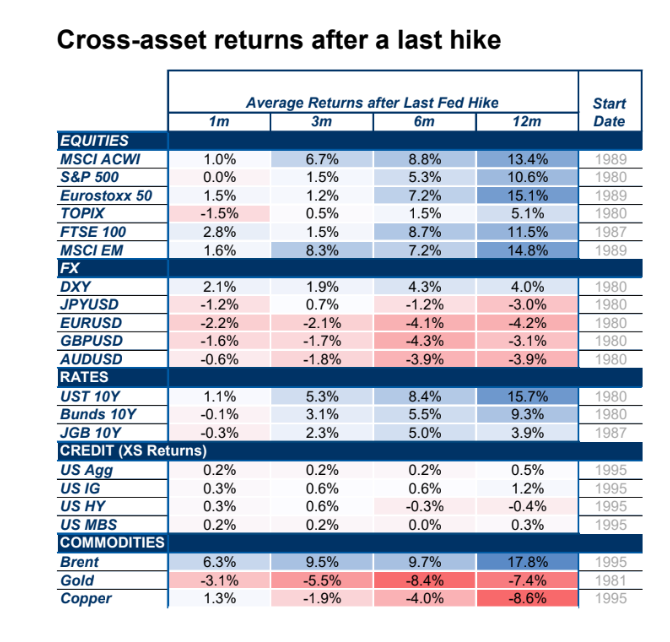 Cross-asset returns after a last hike
Average Returns after Last Fed Hike Start Date
1m 3m 6m 12m
EQUITIES
MSCI ACWI 1.0% 6.7% 8.8% 13.4% 1989
S&P 500 0.0% 1.5% 5.3% 10.6% 1980
Eurostoxx 50 1.5% 1.2% 7.2% 15.1% 1989
TOPIX -1.5% 0.5% 1.5% 5.1% 1980
FTSE 100 2.8% 1.5% 8.7% 11.5% 1987
MSCI EM 1.6% 8.3% 7.2% 14.8% 1989
FX
DXY 2.1% 1.9% 4.3% 4.0% 1980
JPYUSD -1.2% 0.7% -1.2% -3.0% 1980
EURUSD -2.2% -2.1% -4.1% -4.2% 1980
GBPUSD -1.6% -1.7% -4.3% -3.1% 1980
AUDUSD -0.6% -1.8% -3.9% -3.9% 1980
RATES
UST 10Y 1.1% 5.3% 8.4% 15.7% 1980
Bunds 10Y -0.1% 3.1% 5.5% 9.3% 1980
JGB 10Y -0.3% 2.3% 5.0% 3.9% 1987
CREDIT (XS Returns)
US Agg 0.2% 0.2% 0.2% 0.5% 1995
US IG 0.3% 0.6% 0.6% 1.2% 1995
US HY 0.3% 0.6% -0.3% -0.4% 1995
US MBS 0.2% 0.2% 0.0% 0.3% 1995
COMMODITIES
Brent 6.3% 9.5% 9.7% 17.8% 1995
Gold -3.1% -5.5% -8.4% -7.4% 1981
Copper 1.3% -1.9% -4.0% -8.6% 1995